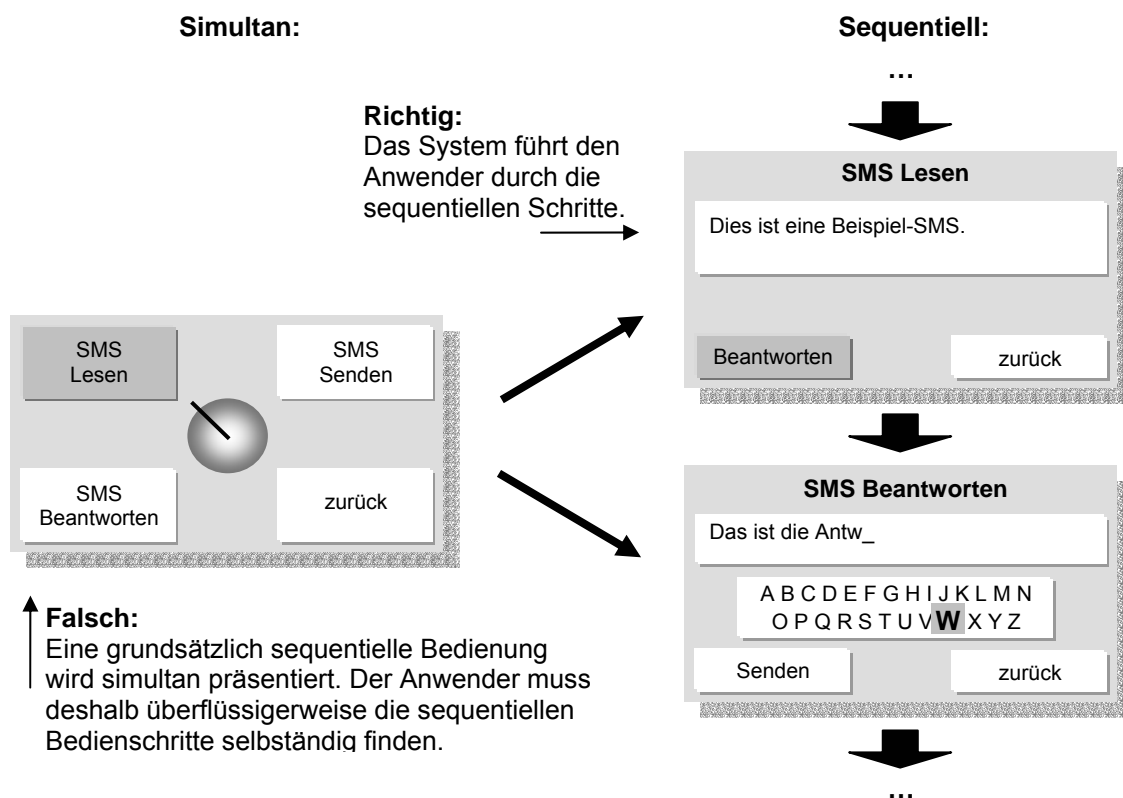 Simultan:
Sequentiell:
...
Richtig:
Das System führt den
Anwender durch die
sequentiellen Schritte.
SMS Lesen
Dies ist eine Beispiel-SMS.
Beantworten
zurück
SMS
Lesen
SMS
Senden
SMS
Beantworten
zurück
SMS Beantworten
Das ist die Antw_
A B C D E F G H I J K L M N
O P Q R S T U V W X Y Z
Senden
zurück
Falsch:
Eine grundsätzlich sequentielle Bedienung
wird simultan präsentiert. Der Anwender muss
deshalb überflüssigerweise die sequentiellen
Bedienschritte selbständig finden.
...